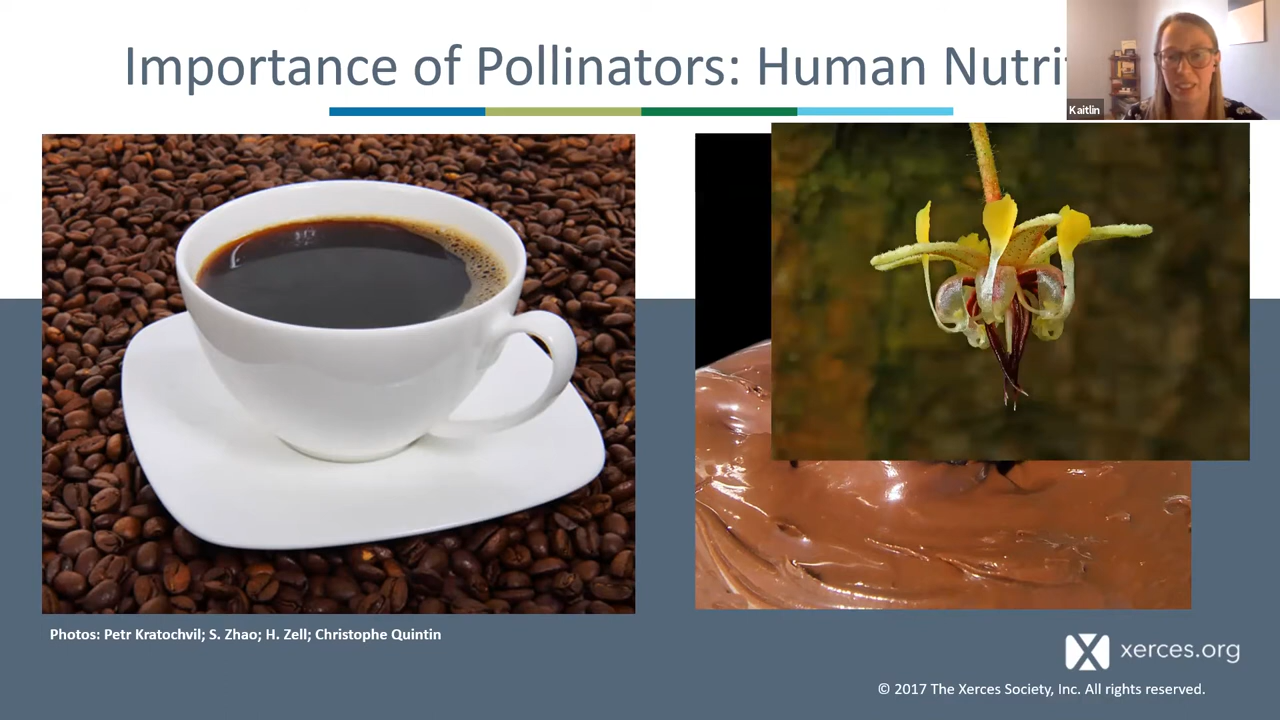 Importance of Pollinators: Human Nutri
Kaitlin
Photos: Petr Kratochvil; S. Zhao; H. Zell; Christophe Quintin
xerces.org
© 2017 The Xerces Society, Inc. All rights reserved.